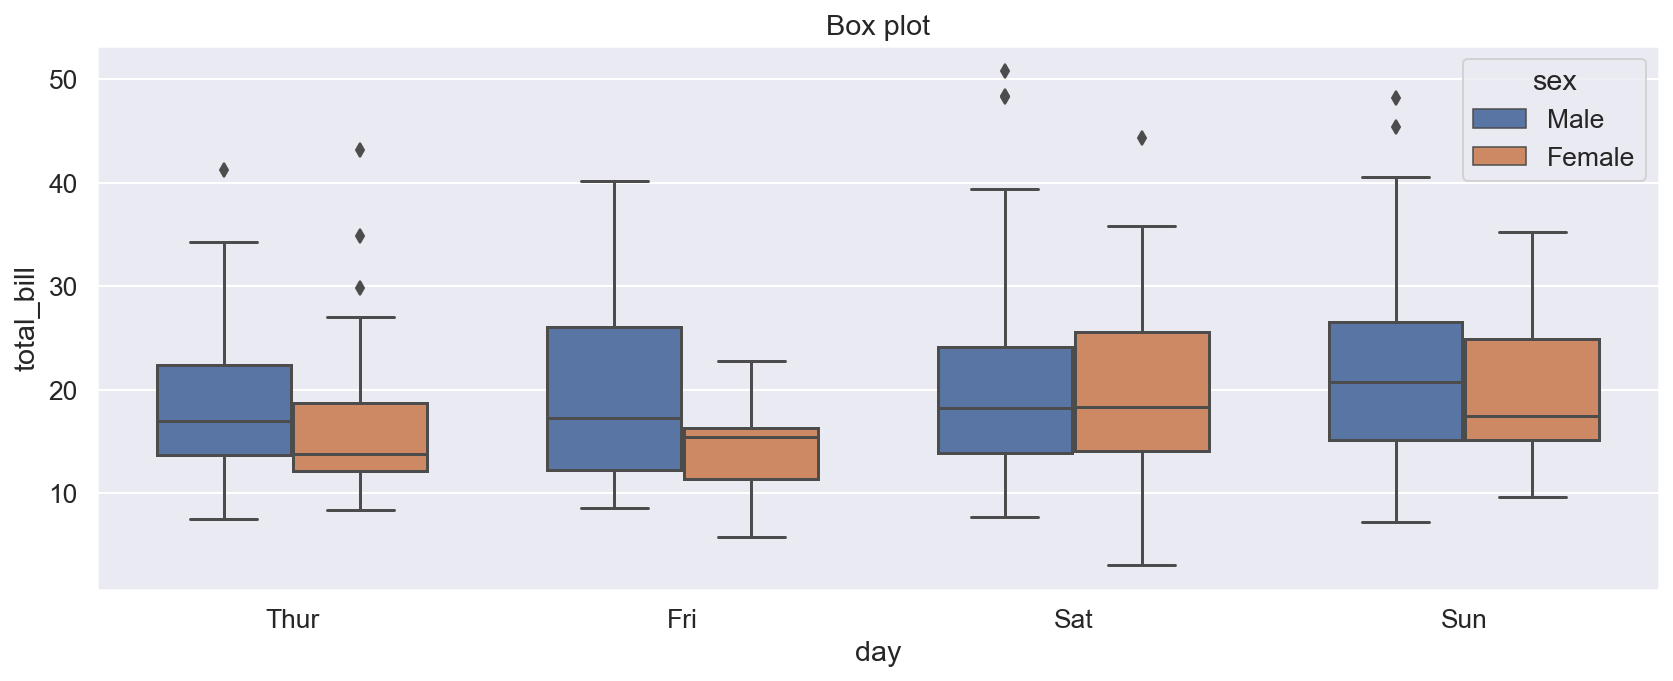 Box plot
sex
Male
Female
total_bill
50
40
30
20
10
Thur Fri Sat Sun
day